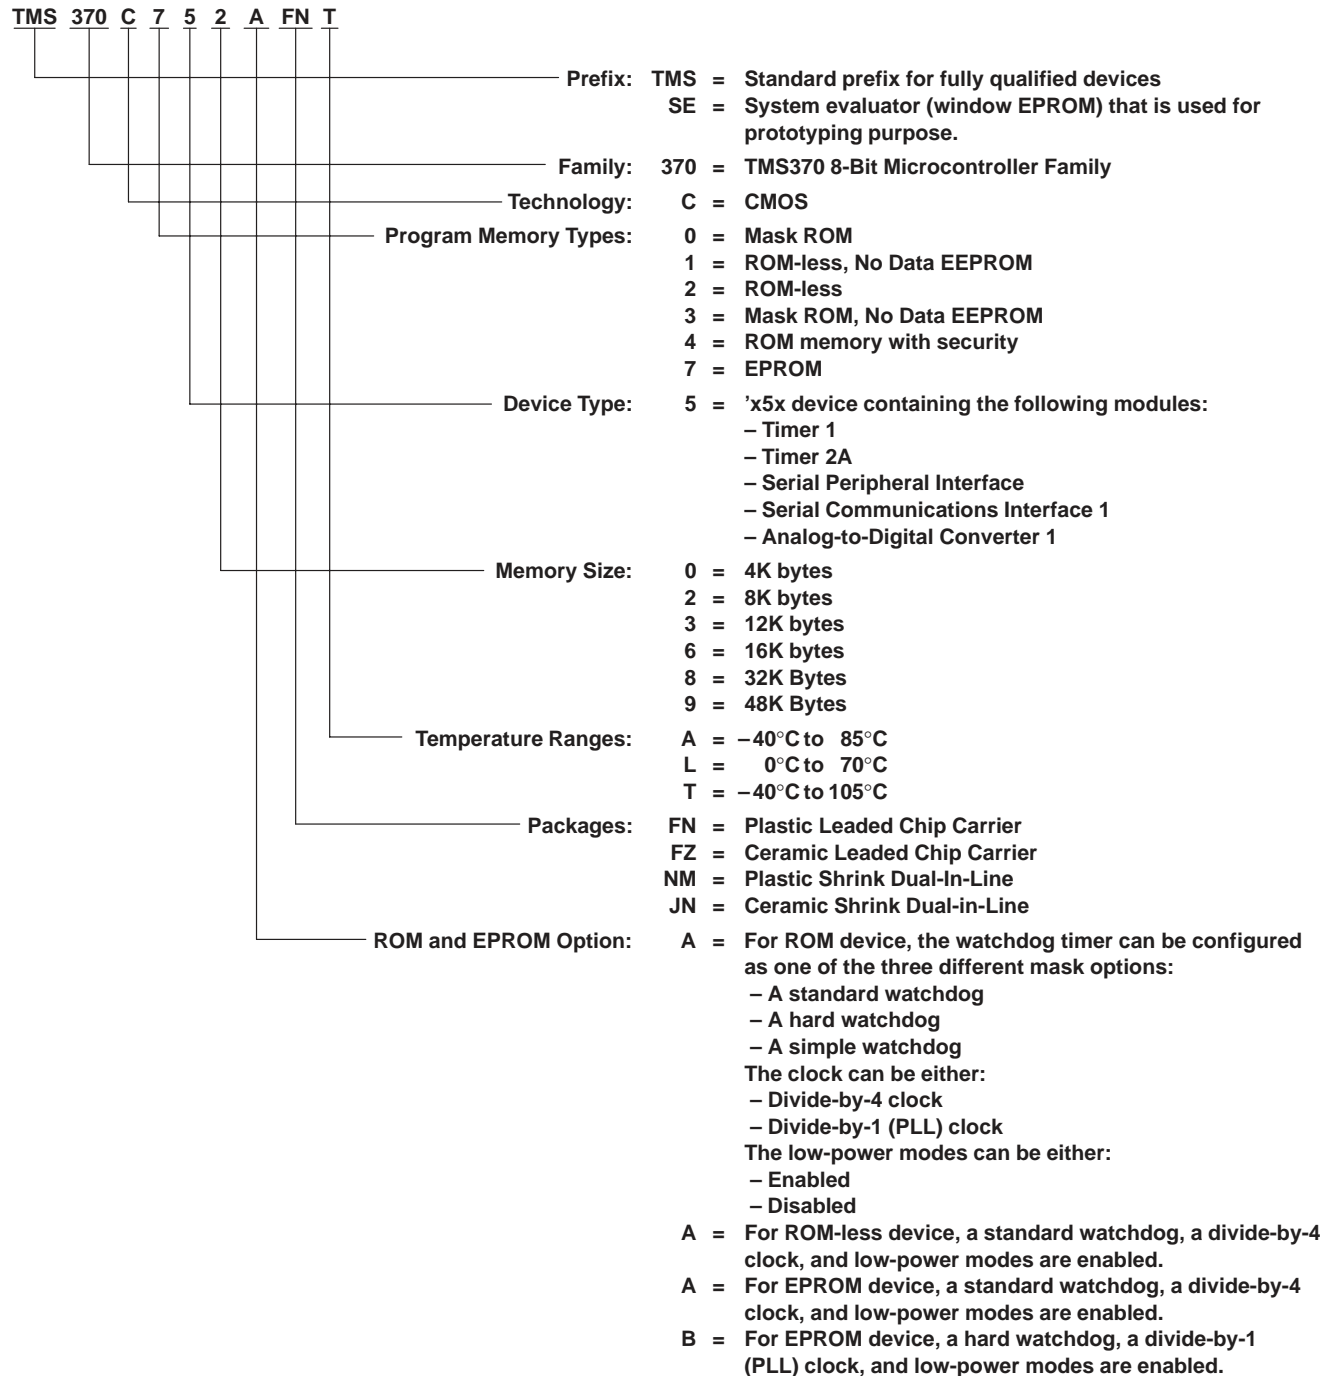 TMS 370 C 7 5 2 A FN T
Prefix: TMS = Standard prefix for fully qualified devices
SE = System evaluator (window EPROM) that is used for
prototyping purpose.
Family: 370 = TMS370 8-Bit Microcontroller Family
Technology: C = CMOS
Program Memory Types: 0 = Mask ROM
1 = ROM-less, No Data EEPROM
2 = ROM-less
3 = Mask ROM, No Data EEPROM
4 = ROM memory with security
7 = EPROM
Device Type: 5 = ’x5x device containing the following modules:
– Timer 1
– Timer 2A
– Serial Peripheral Interface
– Serial Communications Interface 1
– Analog-to-Digital Converter 1
Memory Size: 0 = 4K bytes
2 = 8K bytes
3 = 12K bytes
6 = 16K bytes
8 = 32K Bytes
9 = 48K Bytes
Temperature Ranges: A = –40°C to 85°C
L = 0°C to 70°C
T = –40°C to 105°C
Packages: FN = Plastic Leaded Chip Carrier
FZ = Ceramic Leaded Chip Carrier
NM = Plastic Shrink Dual-In-Line
JN = Ceramic Shrink Dual-in-Line
ROM and EPROM Option: A = For ROM device, the watchdog timer can be configured
as one of the three different mask options:
– A standard watchdog
– A hard watchdog
– A simple watchdog
The clock can be either:
– Divide-by-4 clock
– Divide-by-1 (PLL) clock
The low-power modes can be either:
– Enabled
– Disabled
A = For ROM-less device, a standard watchdog, a divide-by-4
clock, and low-power modes are enabled.
A = For EPROM device, a standard watchdog, a divide-by-4
clock, and low-power modes are enabled.
B = For EPROM device, a hard watchdog, a divide-by-1
(PLL) clock, and low-power modes are enabled.